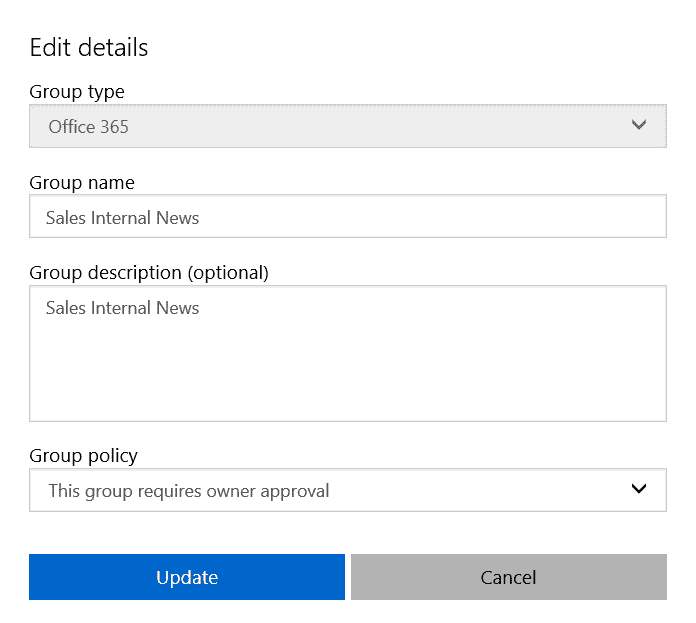 Edit details
Group type
Office 365
Group name
Sales Internal News
Group description (optional)
Sales Internal News
Group policy
This group requires owner approval
Update
Cancel